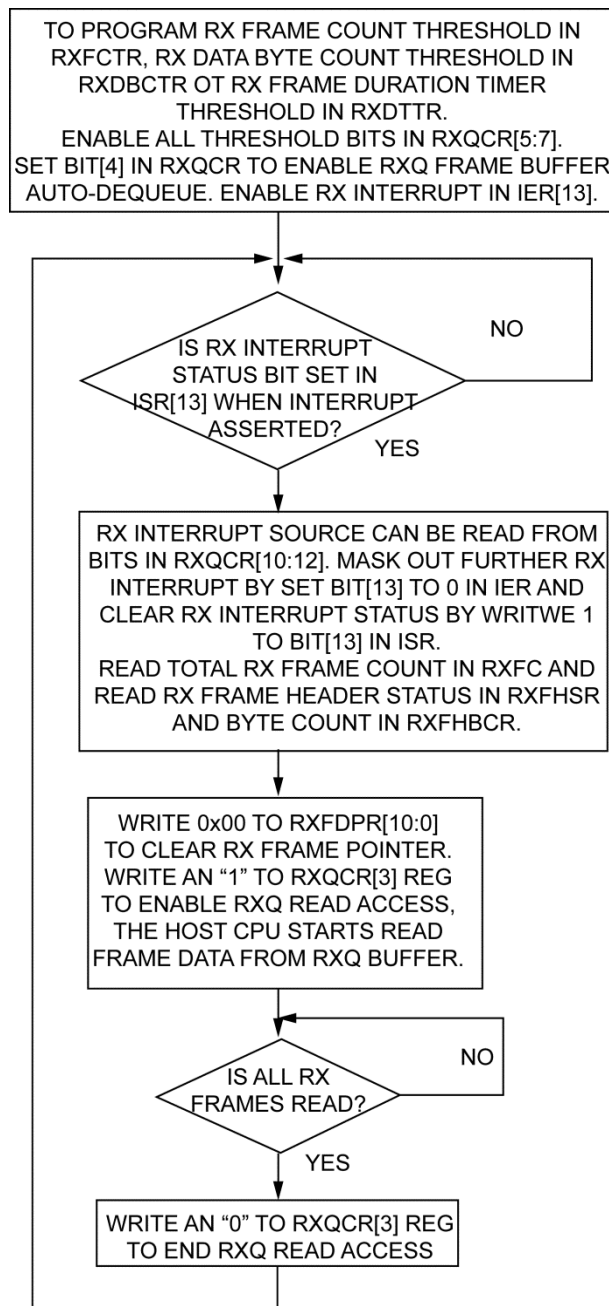 TO PROGRAM RX FRAME COUNT THRESHOLD IN
RXFCTR, RX DATA BYTE COUNT THRESHOLD IN
RXDBCTR OT RX FRAME DURATION TIMER
THRESHOLD IN RXDTTR.
ENABLE ALL THRESHOLD BITS IN RXQCR[5:7].
SET BIT[4] IN RXQCR TO ENABLE RXQ FRAME BUFFER
AUTO-DEQUEUE. ENABLE RX INTERRUPT IN IER[13].
NO
IS RX INTERRUPT
STATUS BIT SET IN
ISR[13] WHEN INTERRUPT
ASSERTED?
YES
RX INTERRUPT SOURCE CAN BE READ FROM
BITS IN RXQCR[10:12]. MASK OUT FURTHER RX
INTERRUPT BY SET BIT[13] TO 0 IN IER AND
CLEAR RX INTERRUPT STATUS BY WRITWE 1
TO BIT[13] IN ISR.
READ TOTAL RX FRAME COUNT IN RXFC AND
READ RX FRAME HEADER STATUS IN RXFHSR
AND BYTE COUNT IN RXFHBCR.
WRITE 0x00 TO RXFDPR[10:0]
TO CLEAR RX FRAME POINTER.
WRITE AN “1” TO RXQCR[3] REG
TO ENABLE RXQ READ ACCESS,
THE HOST CPU STARTS READ
FRAME DATA FROM RXQ BUFFER.
NO
IS ALL RX
FRAMES READ?
YES
WRITE AN “0” TO RXQCR[3] REG
TO END RXQ READ ACCESS